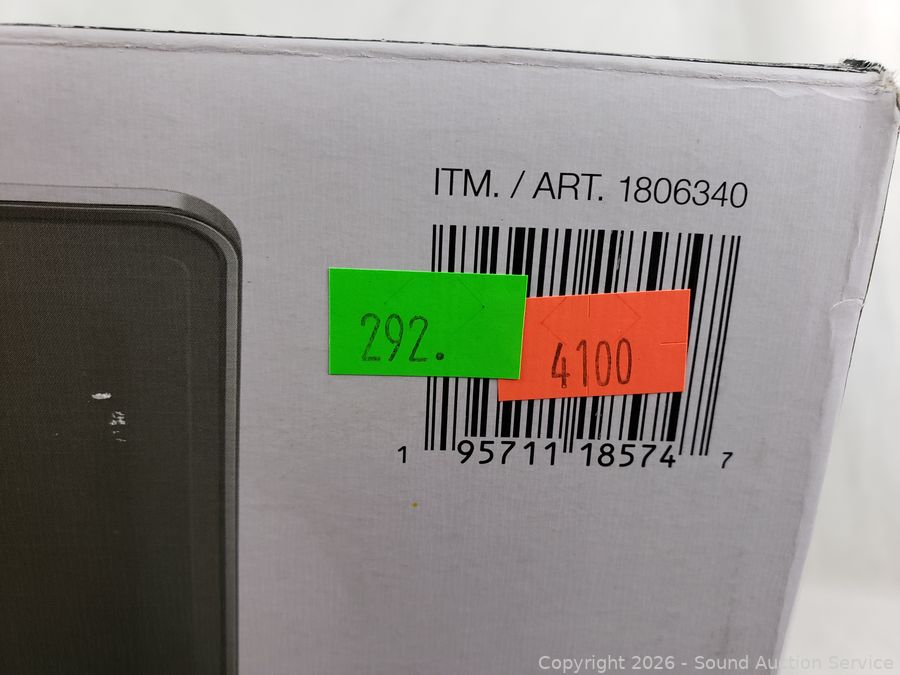 ITM. / ART. 1806340
292.
4100
1 95711 18574 7
Copyright 2026 - Sound Auction Service